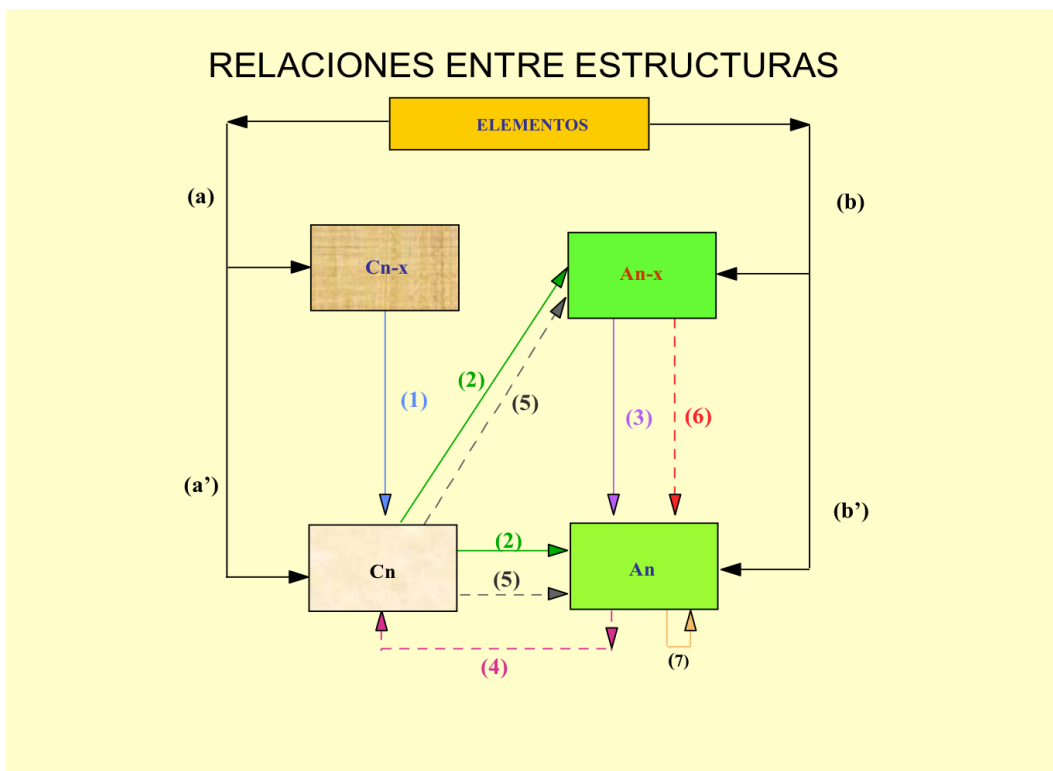 RELACIONES ENTRE ESTRUCTURAS
ELEMENTOS
(a)
(b)
Cn-x
An-x
(2)
(1)
(5)
(3)
(6)
(a’)
(b’)
(2)
Cn
(5)
An
(4)
(7)